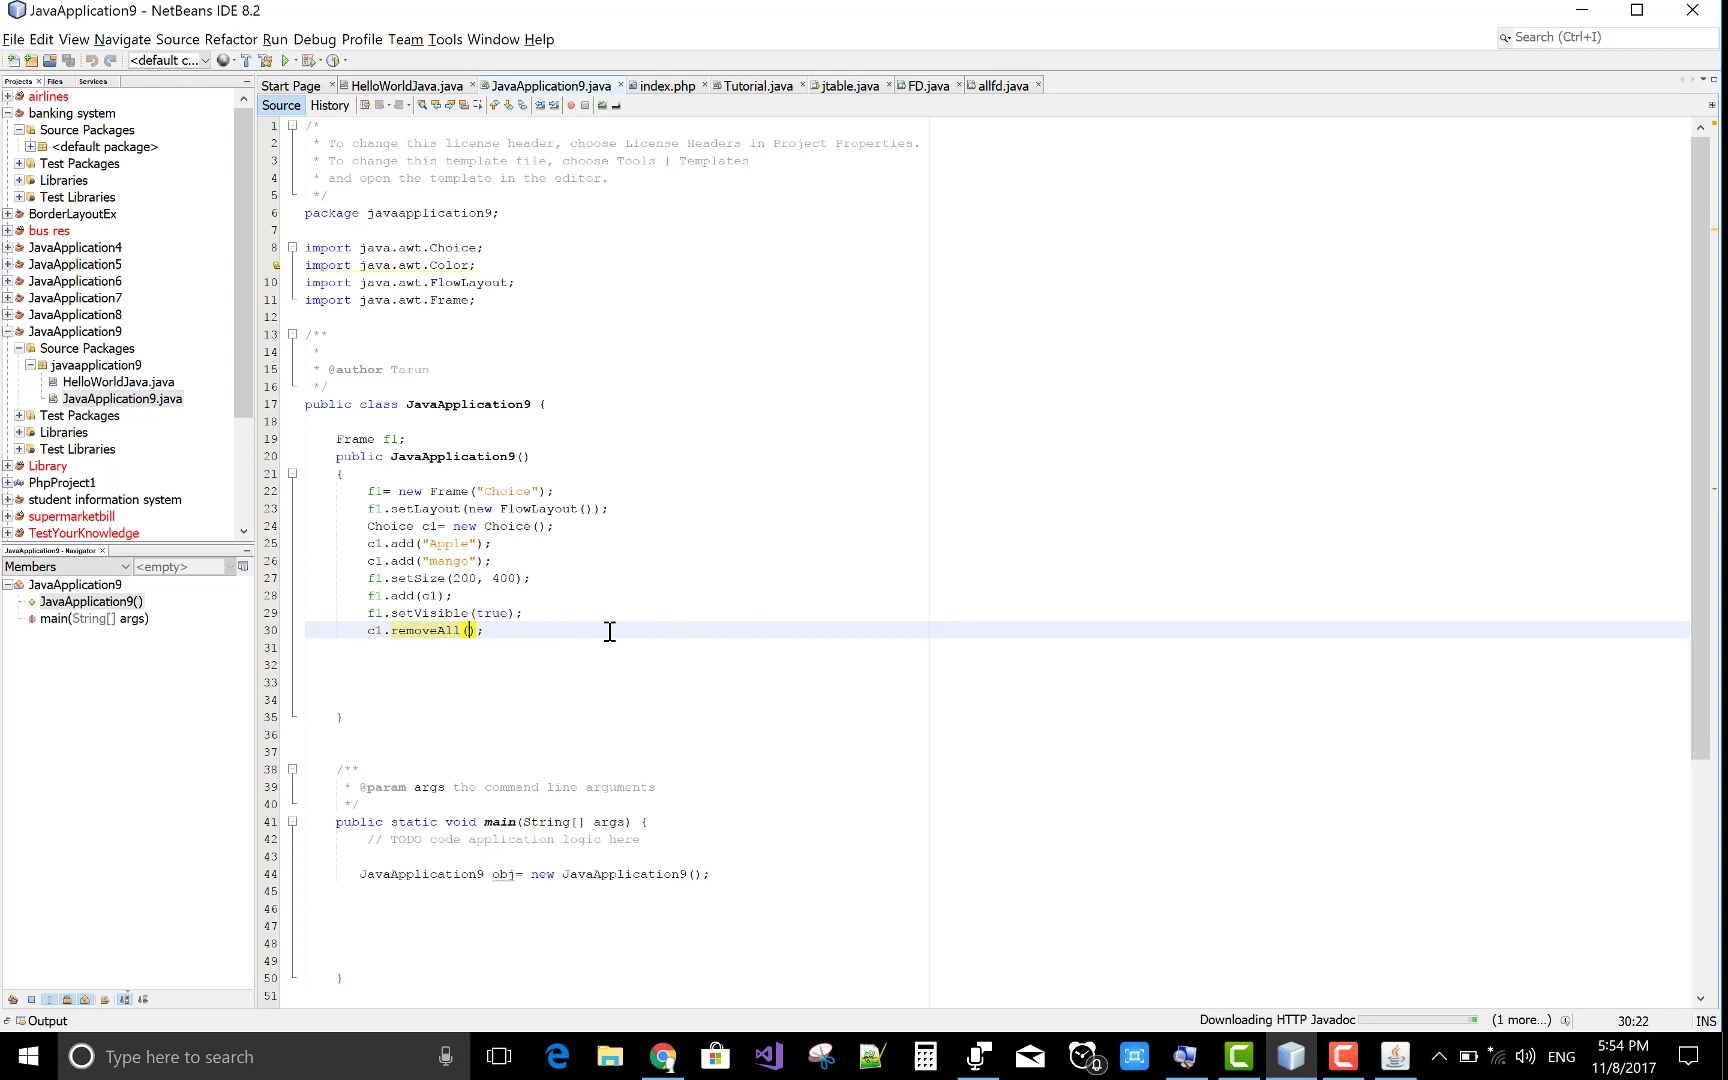 JavaApplication9 - NetBeans IDE 8.2
File Edit View Navigate Source Refactor Run Debug Profile Team Tools Window Help
Search (Ctrl+I)
<default c...
Projects Files Services
Start Page HelloWorldJava.java JavaApplication9.java index.php Tutorial.java jtable.java FD.java allfd.java
Source History
airlines
banking system
Source Packages
<default package>
Test Packages
Libraries
Test Libraries
BorderLayoutEx
bus res
JavaApplication4
JavaApplication5
JavaApplication6
JavaApplication7
JavaApplication8
JavaApplication9
Source Packages
javaapplication9
HelloWorldJava.java
JavaApplication9.java
Test Packages
Libraries
Test Libraries
Library
PhpProject1
student information system
supermarketbill
TestYourKnowledge
JavaApplication9 - Navigator
Members <empty>
JavaApplication9
JavaApplication9()
main(String[] args)
1 /*
2 * To change this license header, choose License Headers in Project Properties.
3 * To change this template file, choose Tools | Templates
4 * and open the template in the editor.
5 */
6 package javaapplication9;
7
8 import java.awt.Choice;
import java.awt.Color;
10 import java.awt.FlowLayout;
11 import java.awt.Frame;
12
13 /**
14 *
15 * @author Tarun
16 */
17 public class JavaApplication9 {
18
19 Frame f1;
20 public JavaApplication9()
21 {
22 f1= new Frame("Choice");
23 f1.setLayout(new FlowLayout());
24 Choice c1= new Choice();
25 c1.add("Apple");
26 c1.add("mango");
27 f1.setSize(200, 400);
28 f1.add(c1);
29 f1.setVisible(true);
30 c1.removeAll();
31
32
33
34
35 }
36
37
38 /**
39 * @param args the command line arguments
40 */
41 public static void main(String[] args) {
42 // TODO code application logic here
43
44 JavaApplication9 obj= new JavaApplication9();
45
46
47
48
49
50 }
51
Output
Downloading HTTP Javadoc (1 more...) 30:22 INS
Type here to search
ENG
5:54 PM
11/8/2017